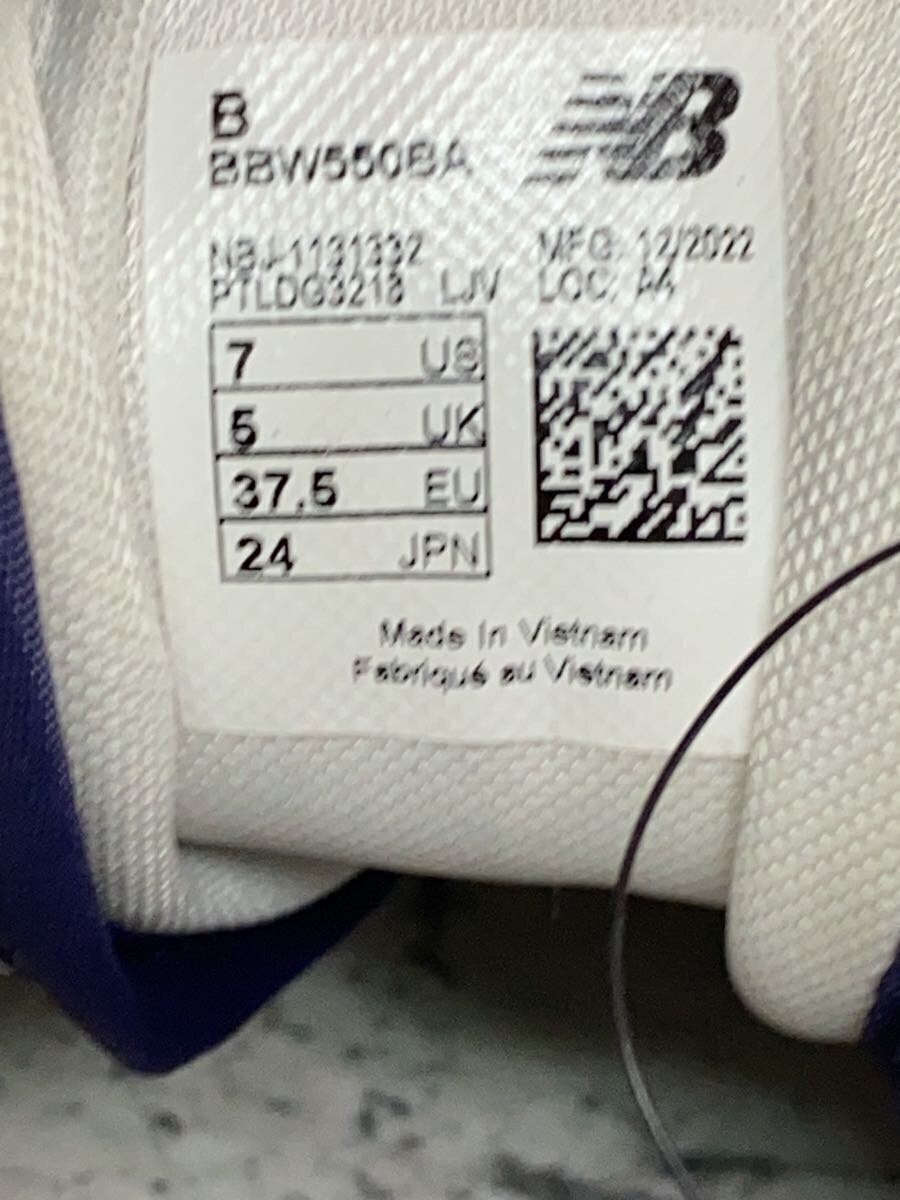 B
BBW550BA
NB
NBJ-1131332
PTLDG3218 LJV
MFG: 12/2022
LOC: AA
7 US
5 UK
37.5 EU
24 JPN
Made in Vietnam
Fabriqué au Vietnam